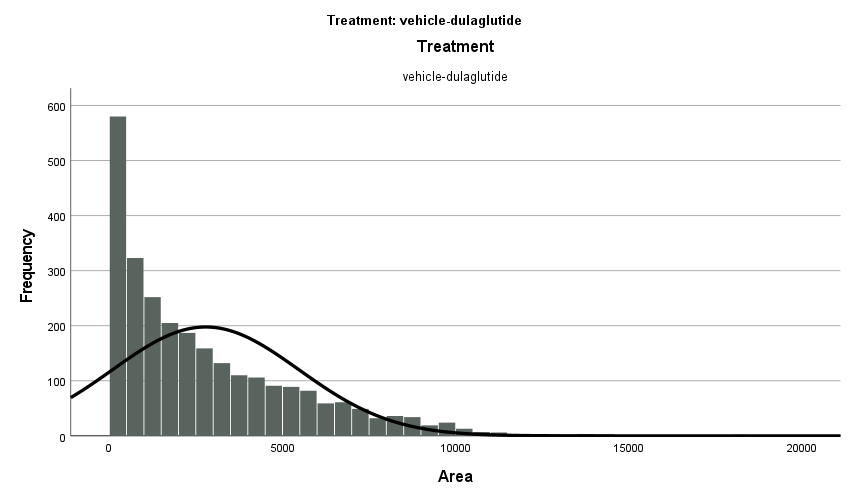 Treatment: vehicle-dulaglutide
Treatment
vehicle-dulaglutide
600
500
400
300
200
100
0
Frequency
0 5000 10000 15000 20000
Area